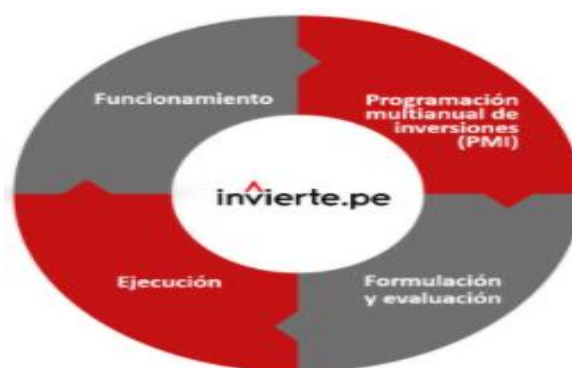 Funcionamiento
Programación
multianual de
inversiones
(PMI)
invierte.pe
Ejecución
Formulación
y evaluación